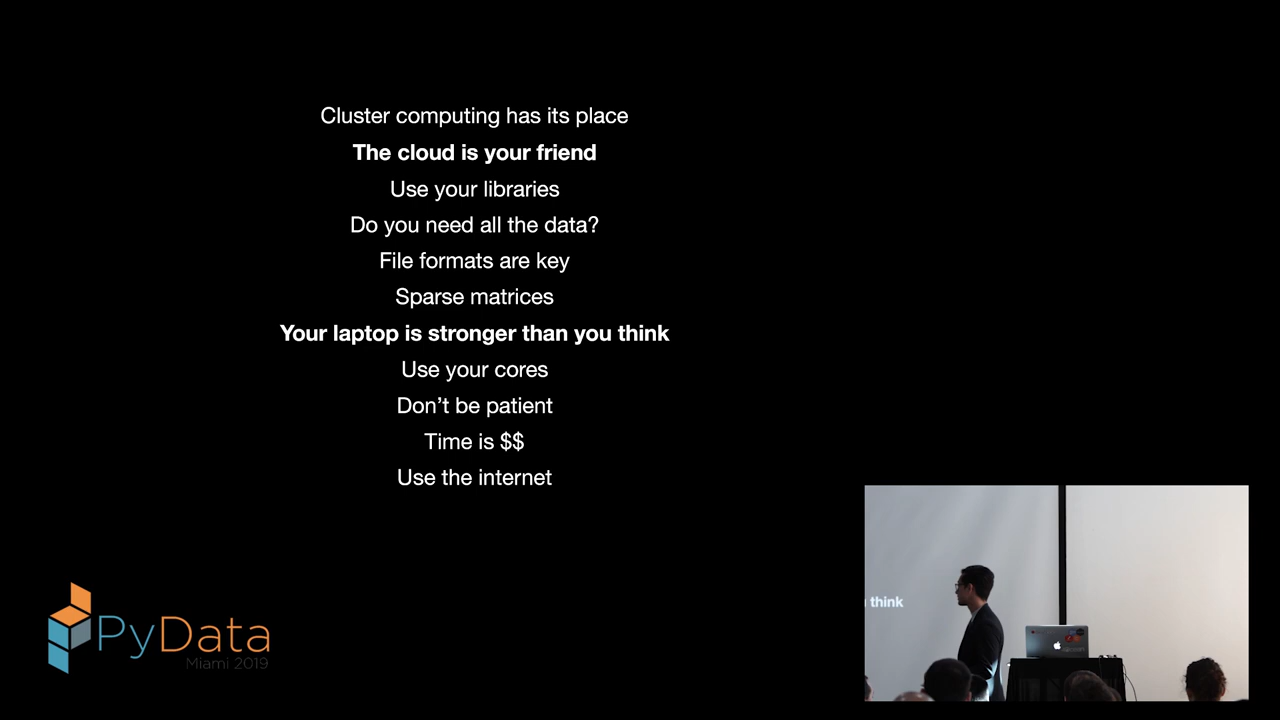 Cluster computing has its place
The cloud is your friend
Use your libraries
Do you need all the data?
File formats are key
Sparse matrices
Your laptop is stronger than you think
Use your cores
Don’t be patient
Time is $$
Use the internet
think
PyData
Miami 2019